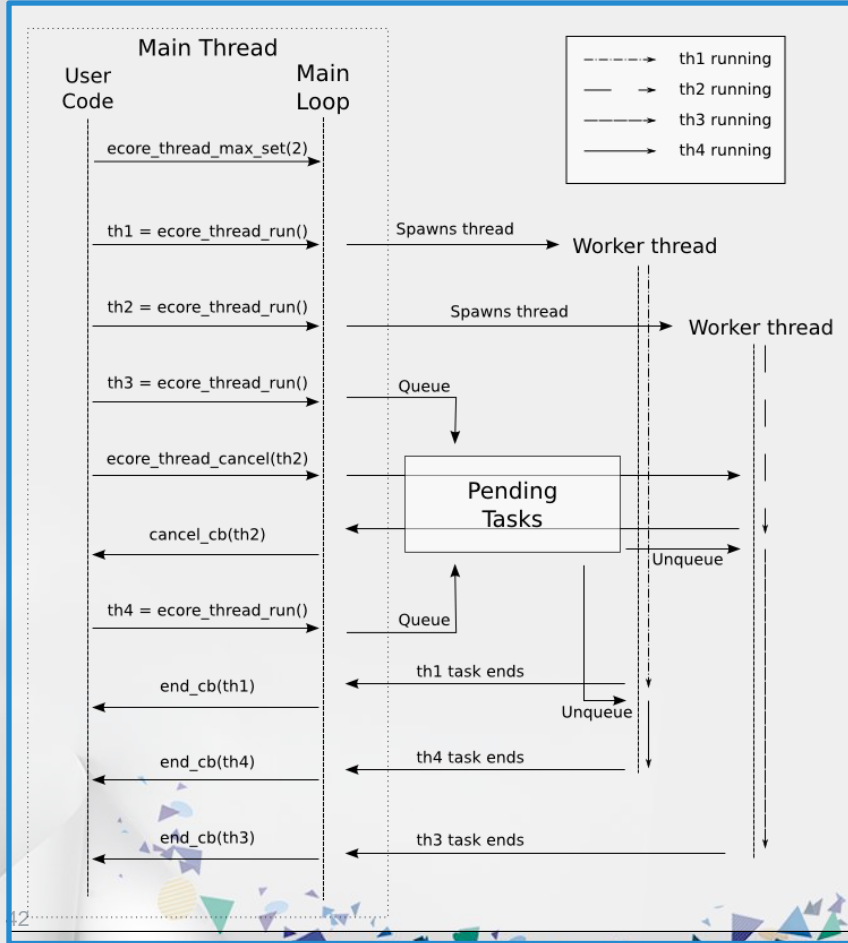 Main Thread
User
Code
Main
Loop
th1 running
th2 running
th3 running
th4 running
ecore_thread_max_set(2)
th1 = ecore_thread_run()
Spawns thread
Worker thread
th2 = ecore_thread_run()
Spawns thread
Worker thread
th3 = ecore_thread_run()
Queue
ecore_thread_cancel(th2)
Pending
Tasks
cancel_cb(th2)
Unqueue
th4 = ecore_thread_run()
Queue
th1 task ends
end_cb(th1)
Unqueue
th4 task ends
end_cb(th4)
th3 task ends
end_cb(th3)
42